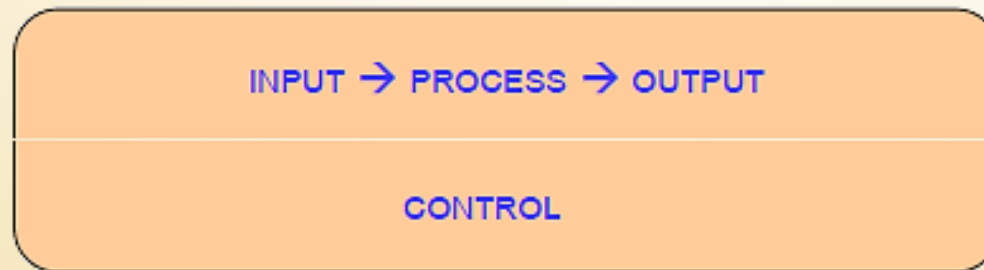 INPUT → PROCESS → OUTPUT
CONTROL